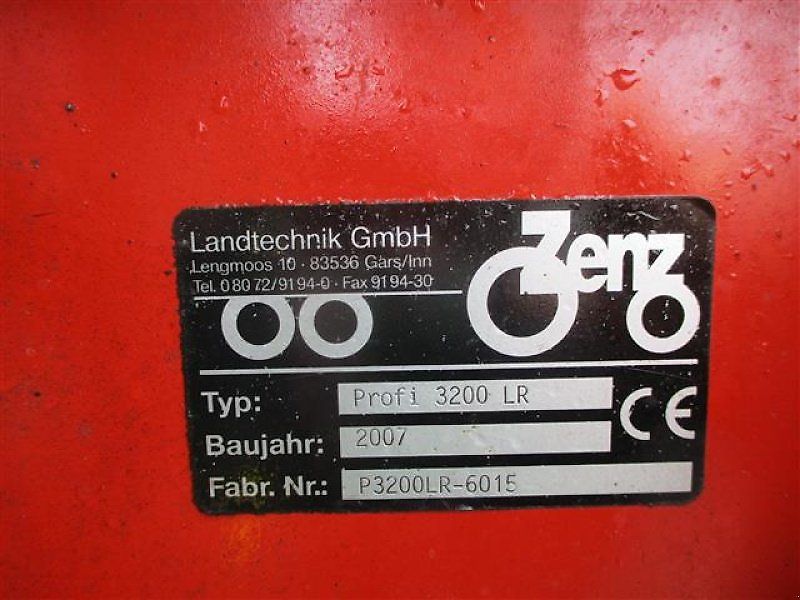 Landtechnik GmbH
Lengmoos 10 · 83536 Gars/Inn
Tel. 0 80 72/91 94-0 · Fax 91 94-30
Zenz
Typ: Profi 3200 LR
Baujahr: 2007
Fabr. Nr.: P3200LR-6015
CE